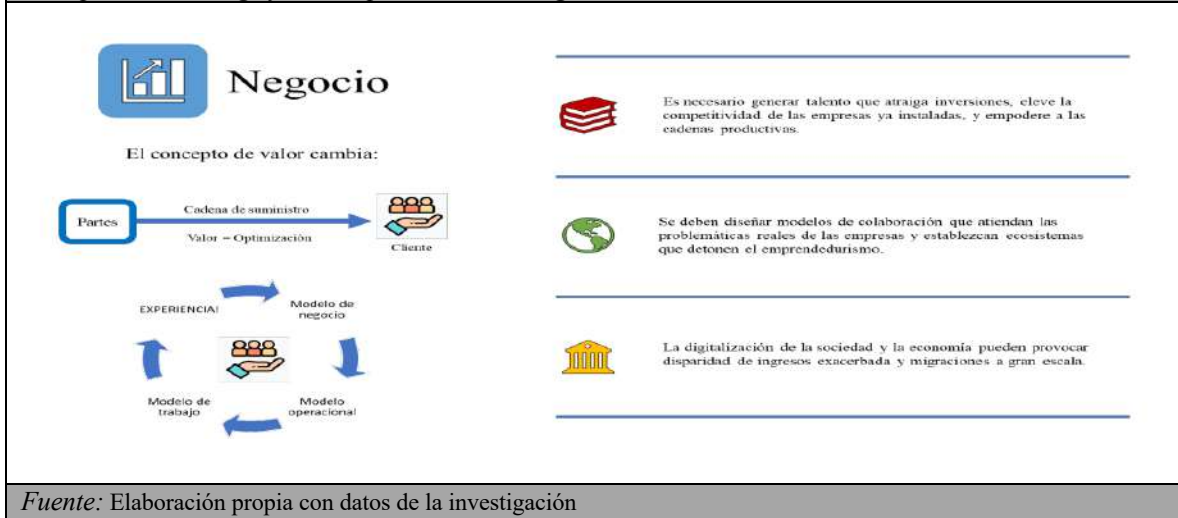 Negocio
El concepto de valor cambia:
Partes
Cadena de suministro
Valor = Optimización
Cliente
EXPERIENCIA!
Modelo de
negocio
Modelo
operacional
Modelo de
trabajo
Es necesario generar talento que atraiga inversiones, eleve la
competitividad de las empresas ya instaladas, y empodere a las
cadenas productivas.
Se deben diseñar modelos de colaboración que atiendan las
problemáticas reales de las empresas y establezcan ecosistemas
que detonen el emprendedurismo.
La digitalización de la sociedad y la economía pueden provocar
disparidad de ingresos exacerbada y migraciones a gran escala.
Fuente: Elaboración propia con datos de la investigación